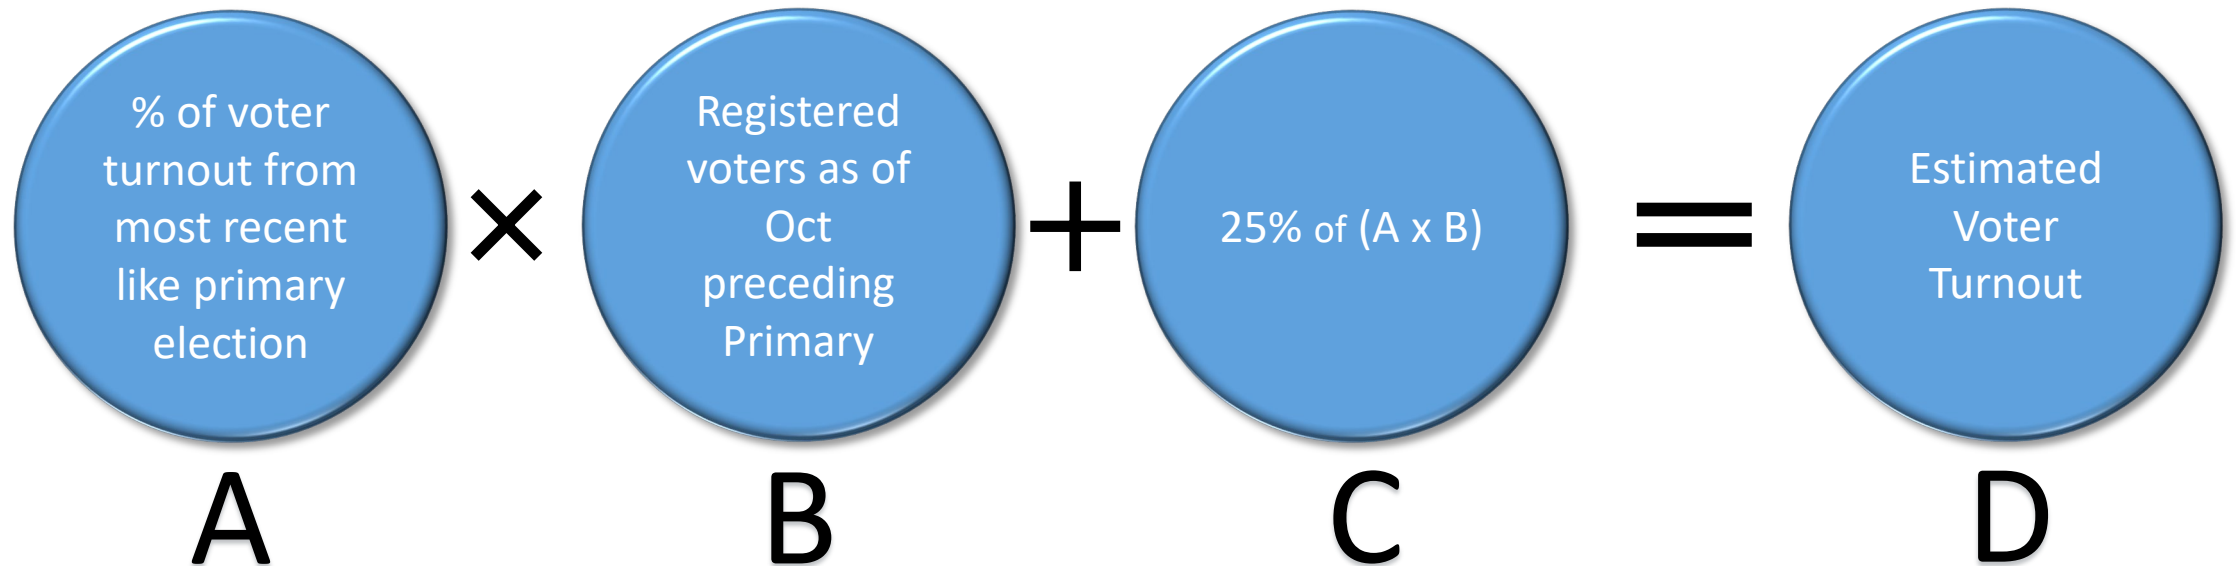 % of voter
turnout from
most recent
like primary
election
×
Registered
voters as of
Oct
preceding
Primary
+
25% of (A x B)
=
Estimated
Voter
Turnout
A
B
C
D